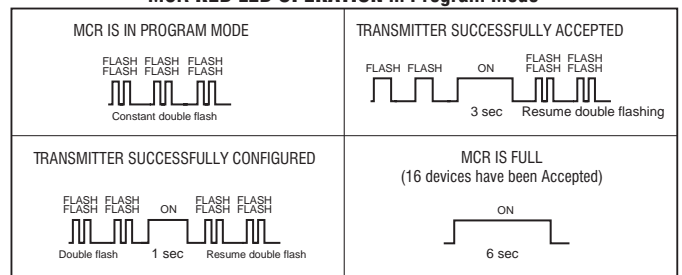 MCR RED LED OPERATION in Program Mode
MCR IS IN PROGRAM MODE
FLASH FLASH FLASH
FLASH FLASH FLASH
Constant double flash
TRANSMITTER SUCCESSFULLY ACCEPTED
FLASH FLASH
ON
FLASH FLASH
FLASH FLASH
3 sec
Resume double flashing
TRANSMITTER SUCCESSFULLY CONFIGURED
FLASH FLASH
FLASH FLASH
ON
FLASH FLASH
FLASH FLASH
Double flash
1 sec
Resume double flash
MCR IS FULL
(16 devices have been Accepted)
ON
6 sec